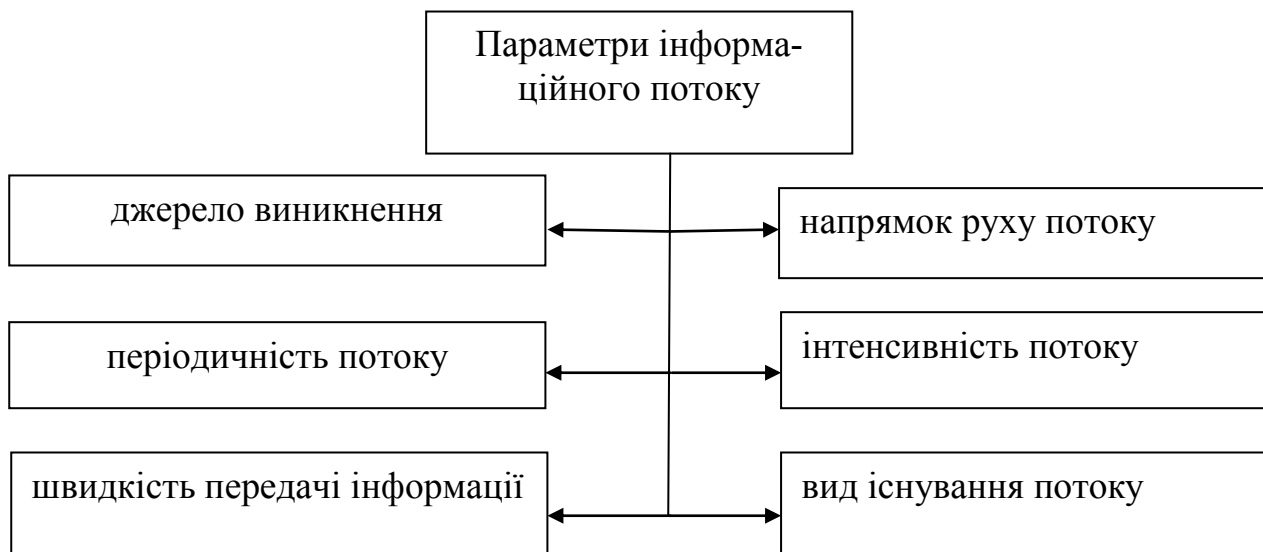 Параметри інформа-
ційного потоку
джерело виникнення
напрямок руху потоку
періодичність потоку
інтенсивність потоку
швидкість передачі інформації
вид існування потоку